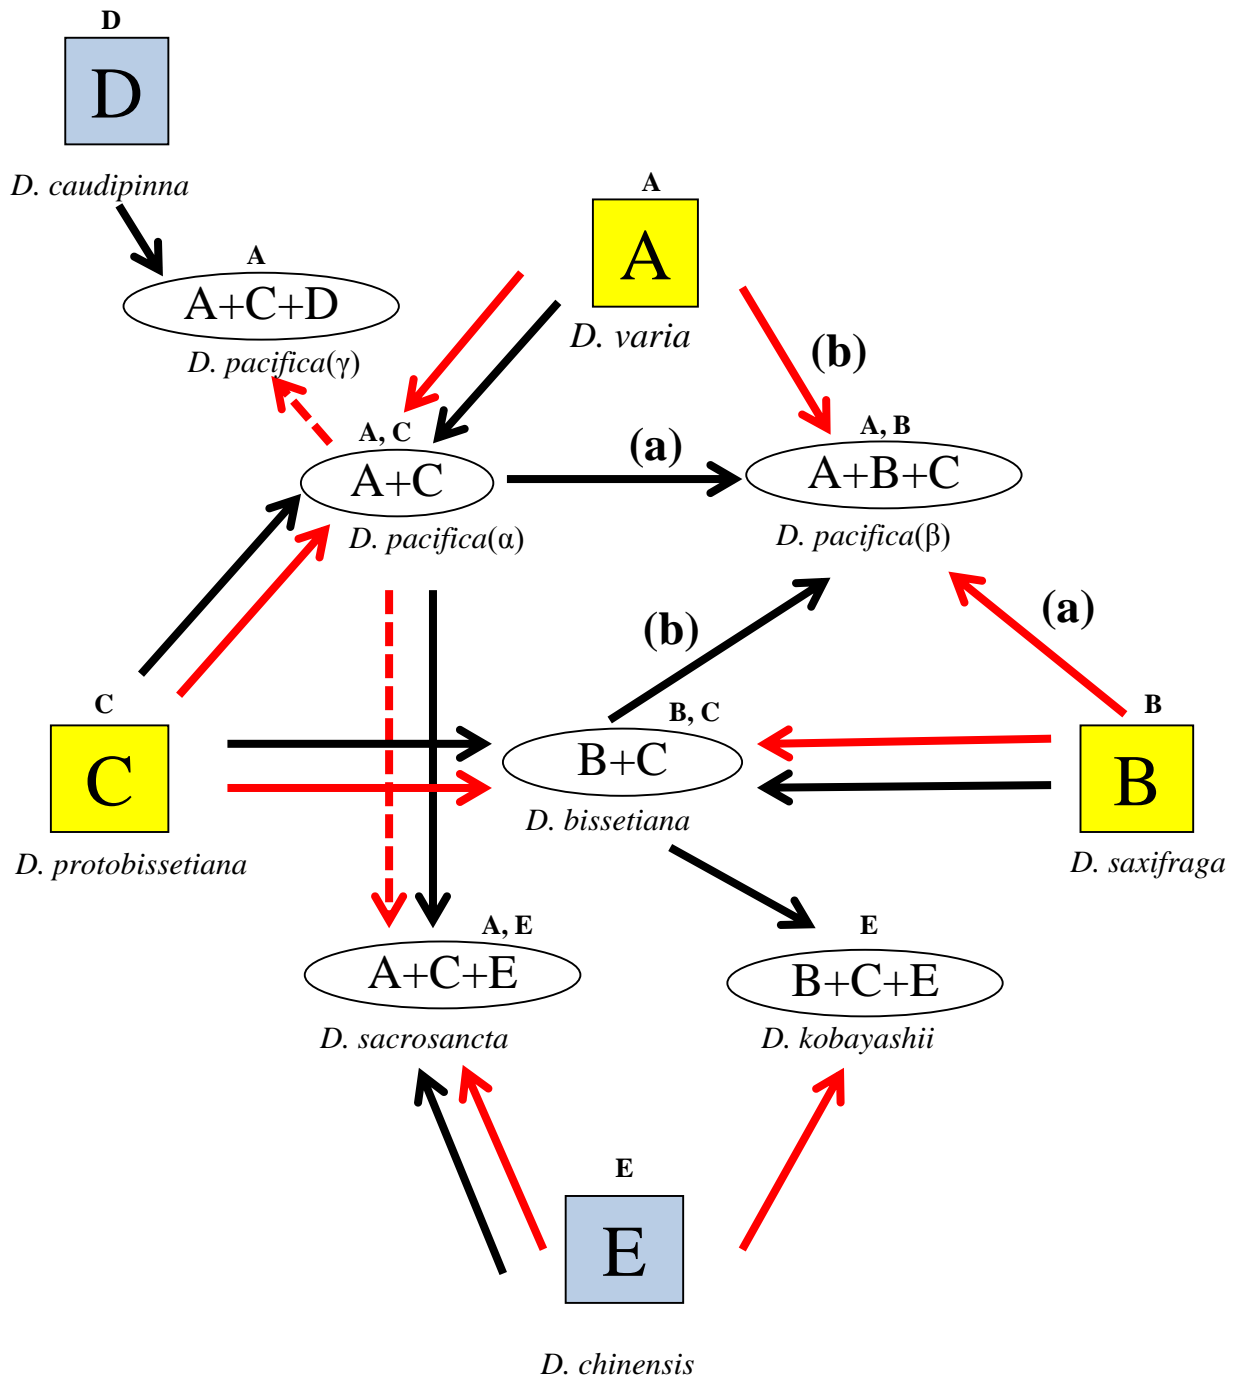 D
D
D. caudipinna
A
A
D. varia
A
A+C+D
D. pacifica(γ)
(b)
A, C
A+C
D. pacifica(α)
(a)
A, B
A+B+C
D. pacifica(β)
(b)
(a)
C
C
D. protobissetiana
B, C
B+C
D. bissetiana
B
B
D. saxifraga
A, E
A+C+E
D. sacrosancta
E
B+C+E
D. kobayashii
E
E
D. chinensis